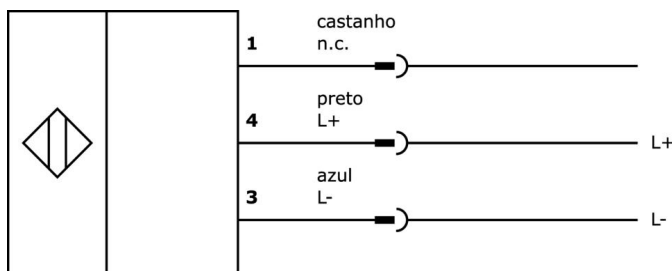 castanho
1 n.c.
preto
4 L+
L+
azul
3 L-
L-